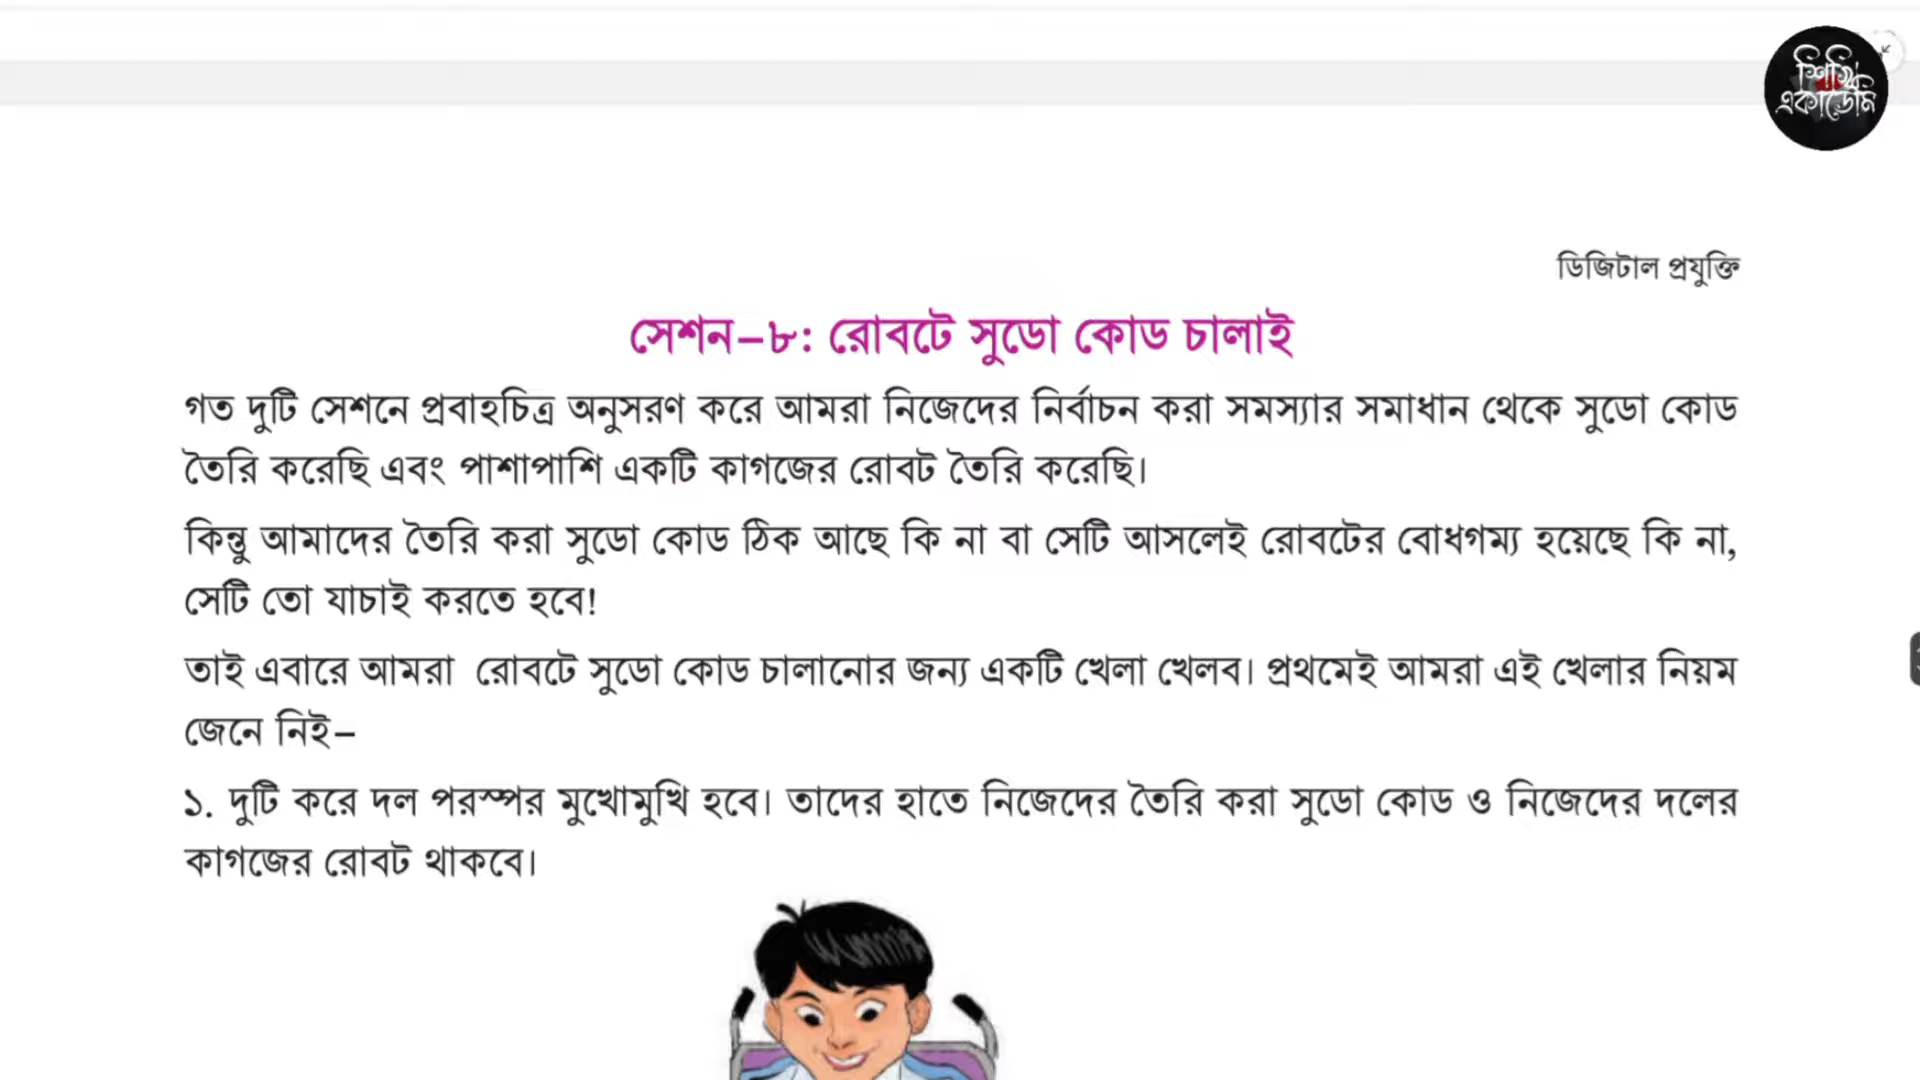 শিখি
একাডেমি
ডিজিটাল প্রযুক্তি
সেশন–৮: রোবটে সুডো কোড চালাই
গত দুটি সেশনে প্রবাহচিত্র অনুসরণ করে আমরা নিজেদের নির্বাচন করা সমস্যার সমাধান থেকে সুডো কোড
তৈরি করেছি এবং পাশাপাশি একটি কাগজের রোবট তৈরি করেছি।
কিন্তু আমাদের তৈরি করা সুডো কোড ঠিক আছে কি না বা সেটি আসলেই রোবটের বোধগম্য হয়েছে কি না,
সেটি তো যাচাই করতে হবে!
তাই এবারে আমরা রোবটে সুডো কোড চালানোর জন্য একটি খেলা খেলব। প্রথমেই আমরা এই খেলার নিয়ম
জেনে নিই–
১. দুটি করে দল পরস্পর মুখোমুখি হবে। তাদের হাতে নিজেদের তৈরি করা সুডো কোড ও নিজেদের দলের
কাগজের রোবট থাকবে।